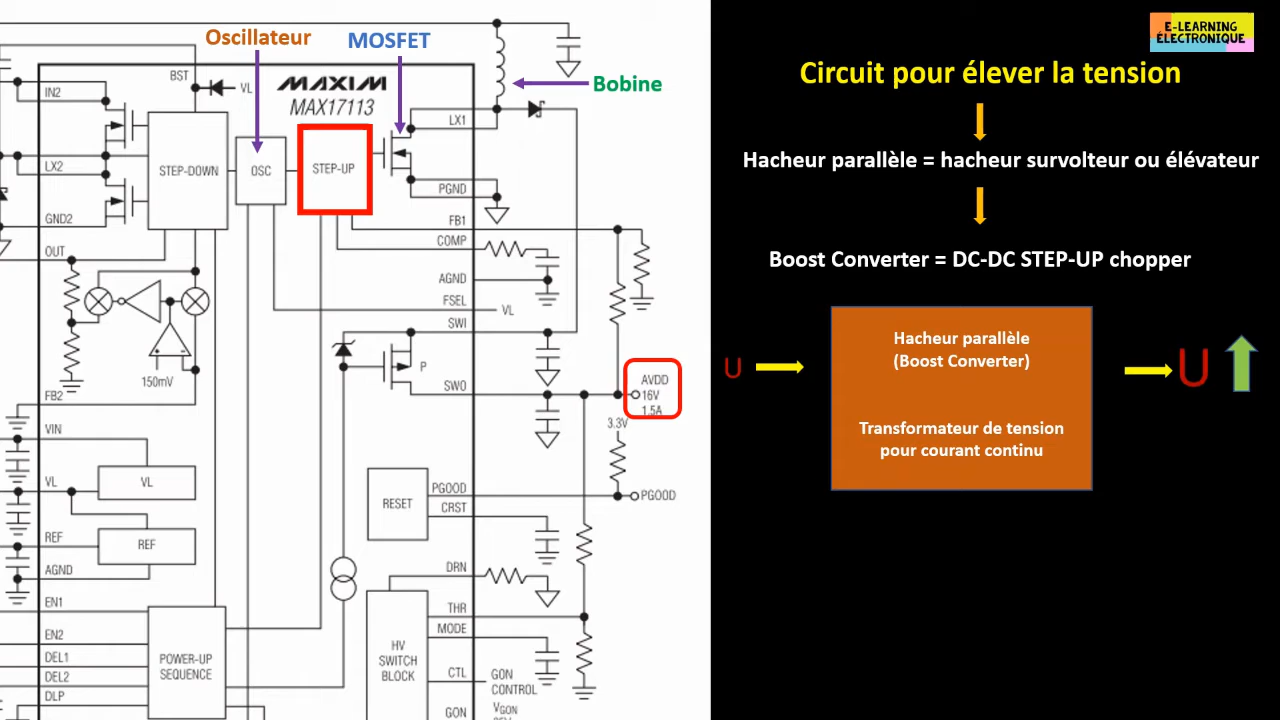 Oscillateur
MOSFET
Bobine
BST
VL
MAXIM
MAX17113
IN2
LX1
STEP-DOWN
OSC
STEP-UP
LX2
PGND
GND2
FB1
COMP
OUT
AGND
FSEL
VL
SWI
P
150mV
FB2
SWO
AVDD
16V
1.5A
3.3V
VIN
VL
VL
RESET
PGOOD
PGOOD
CRST
REF
REF
AGND
DRN
EN1
THR
EN2
MODE
DEL1
DEL2
DLP
POWER-UP
SEQUENCE
HV
SWITCH
BLOCK
CTL
GON
CONTROL
GON
VGON
E-LEARNING
ÉLECTRONIQUE
Circuit pour élever la tension
Hacheur parallèle = hacheur survolteur ou élévateur
Boost Converter = DC-DC STEP-UP chopper
U
Hacheur parallèle
(Boost Converter)
Transformateur de tension
pour courant continu
U